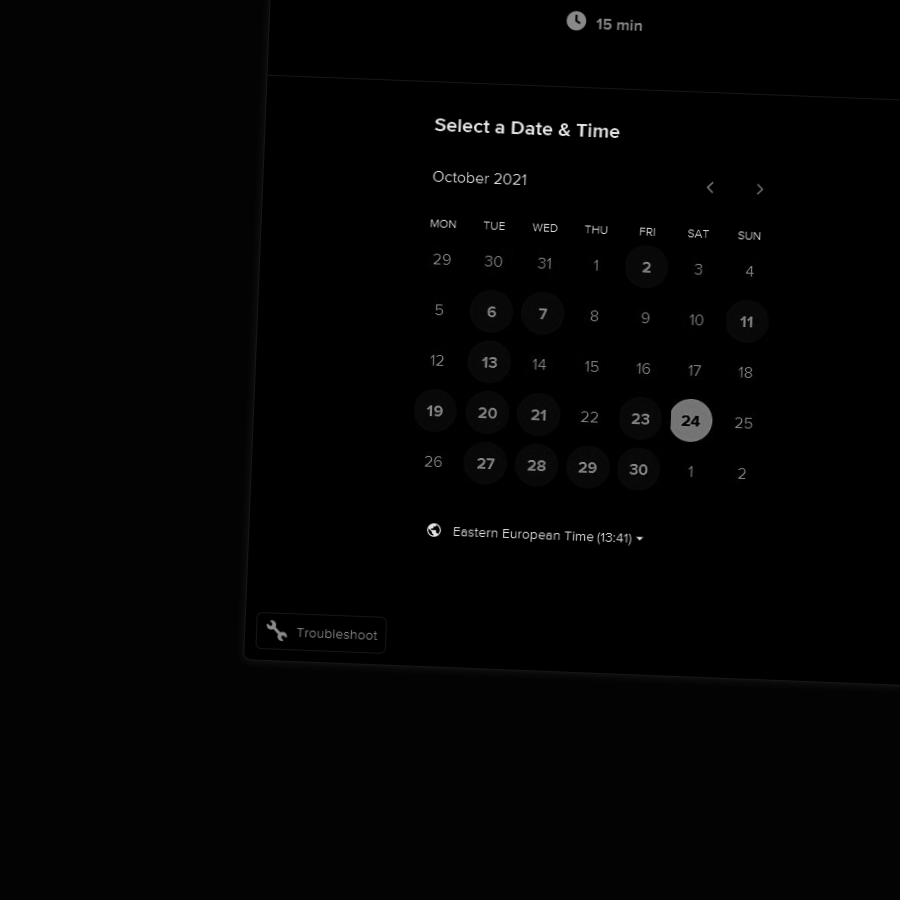 15 min
Select a Date & Time
October 2021
MON TUE WED THU FRI SAT SUN
29 30 31 1 2 3 4
5 6 7 8 9 10 11
12 13 14 15 16 17 18
19 20 21 22 23 24 25
26 27 28 29 30 1 2
Eastern European Time (13:41)
Troubleshoot